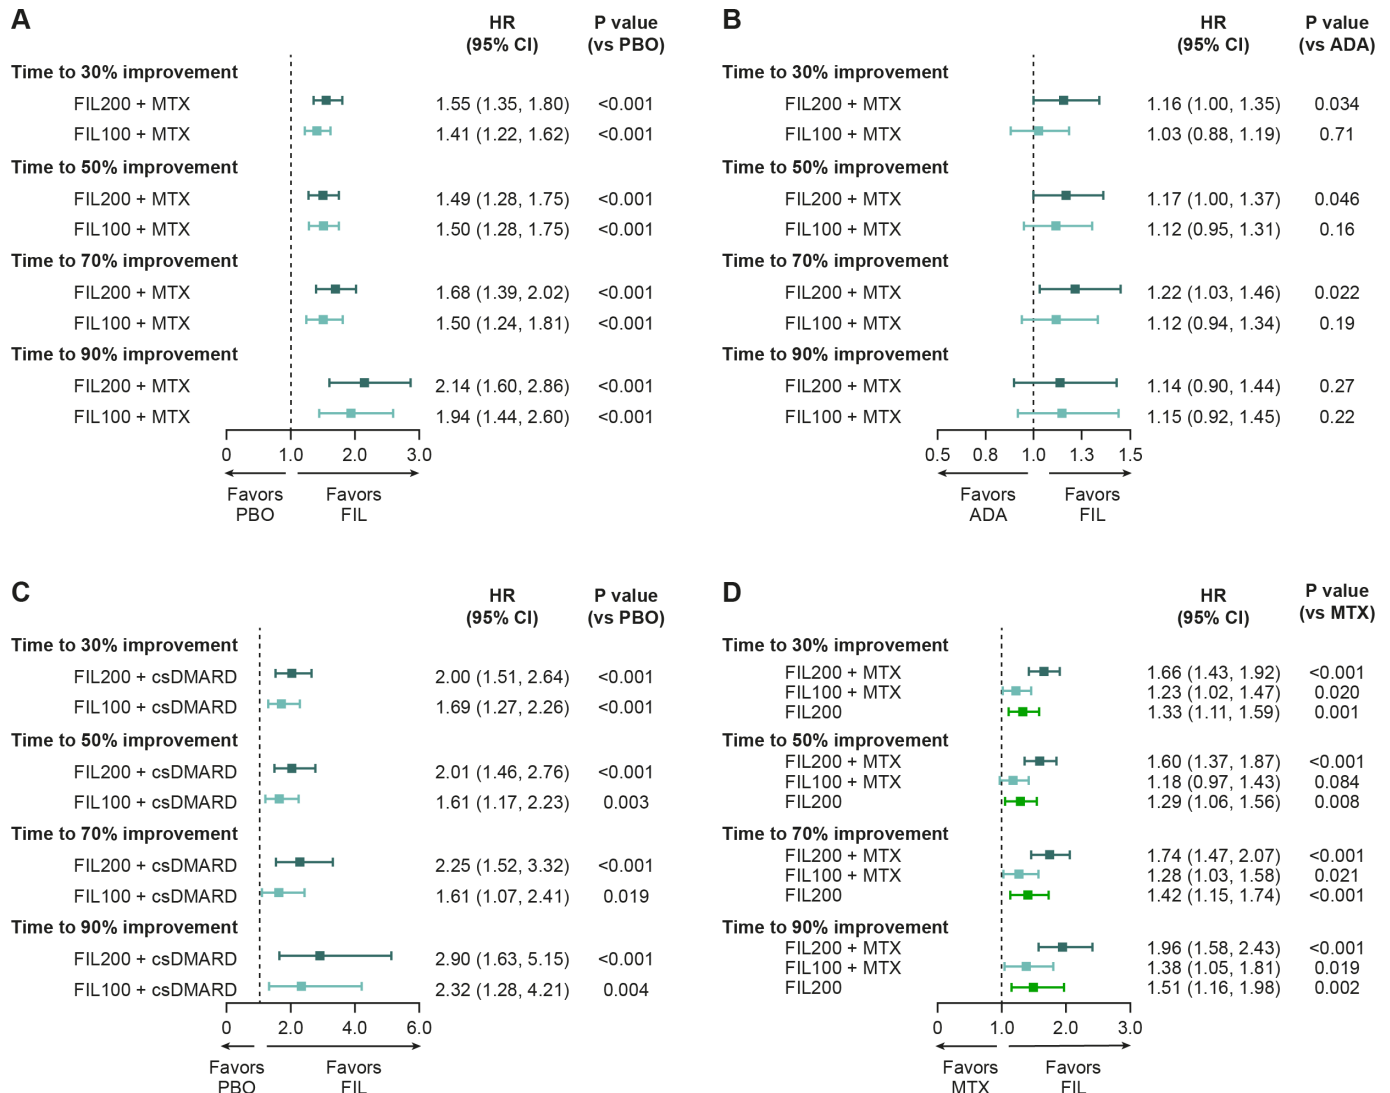 A
HR P value
(95% CI) (vs PBO)
Time to 30% improvement
FIL200 + MTX 1.55 (1.35, 1.80) <0.001
FIL100 + MTX 1.41 (1.22, 1.62) <0.001
Time to 50% improvement
FIL200 + MTX 1.49 (1.28, 1.75) <0.001
FIL100 + MTX 1.50 (1.28, 1.75) <0.001
Time to 70% improvement
FIL200 + MTX 1.68 (1.39, 2.02) <0.001
FIL100 + MTX 1.50 (1.24, 1.81) <0.001
Time to 90% improvement
FIL200 + MTX 2.14 (1.60, 2.86) <0.001
FIL100 + MTX 1.94 (1.44, 2.60) <0.001
0 1.0 2.0 3.0
Favors Favors
PBO FIL
B
HR P value
(95% CI) (vs ADA)
Time to 30% improvement
FIL200 + MTX 1.16 (1.00, 1.35) 0.034
FIL100 + MTX 1.03 (0.88, 1.19) 0.71
Time to 50% improvement
FIL200 + MTX 1.17 (1.00, 1.37) 0.046
FIL100 + MTX 1.12 (0.95, 1.31) 0.16
Time to 70% improvement
FIL200 + MTX 1.22 (1.03, 1.46) 0.022
FIL100 + MTX 1.12 (0.94, 1.34) 0.19
Time to 90% improvement
FIL200 + MTX 1.14 (0.90, 1.44) 0.27
FIL100 + MTX 1.15 (0.92, 1.45) 0.22
0.5 0.8 1.0 1.3 1.5
Favors Favors
ADA FIL
C
HR P value
(95% CI) (vs PBO)
Time to 30% improvement
FIL200 + csDMARD 2.00 (1.51, 2.64) <0.001
FIL100 + csDMARD 1.69 (1.27, 2.26) <0.001
Time to 50% improvement
FIL200 + csDMARD 2.01 (1.46, 2.76) <0.001
FIL100 + csDMARD 1.61 (1.17, 2.23) 0.003
Time to 70% improvement
FIL200 + csDMARD 2.25 (1.52, 3.32) <0.001
FIL100 + csDMARD 1.61 (1.07, 2.41) 0.019
Time to 90% improvement
FIL200 + csDMARD 2.90 (1.63, 5.15) <0.001
FIL100 + csDMARD 2.32 (1.28, 4.21) 0.004
0 2.0 4.0 6.0
Favors Favors
PBO FIL
D
HR P value
(95% CI) (vs MTX)
Time to 30% improvement
FIL200 + MTX 1.66 (1.43, 1.92) <0.001
FIL100 + MTX 1.23 (1.02, 1.47) 0.020
FIL200 1.33 (1.11, 1.59) 0.001
Time to 50% improvement
FIL200 + MTX 1.60 (1.37, 1.87) <0.001
FIL100 + MTX 1.18 (0.97, 1.43) 0.084
FIL200 1.29 (1.06, 1.56) 0.008
Time to 70% improvement
FIL200 + MTX 1.74 (1.47, 2.07) <0.001
FIL100 + MTX 1.28 (1.03, 1.58) 0.021
FIL200 1.42 (1.15, 1.74) <0.001
Time to 90% improvement
FIL200 + MTX 1.96 (1.58, 2.43) <0.001
FIL100 + MTX 1.38 (1.05, 1.81) 0.019
FIL200 1.51 (1.16, 1.98) 0.002
0 1.0 2.0 3.0
Favors Favors
MTX FIL